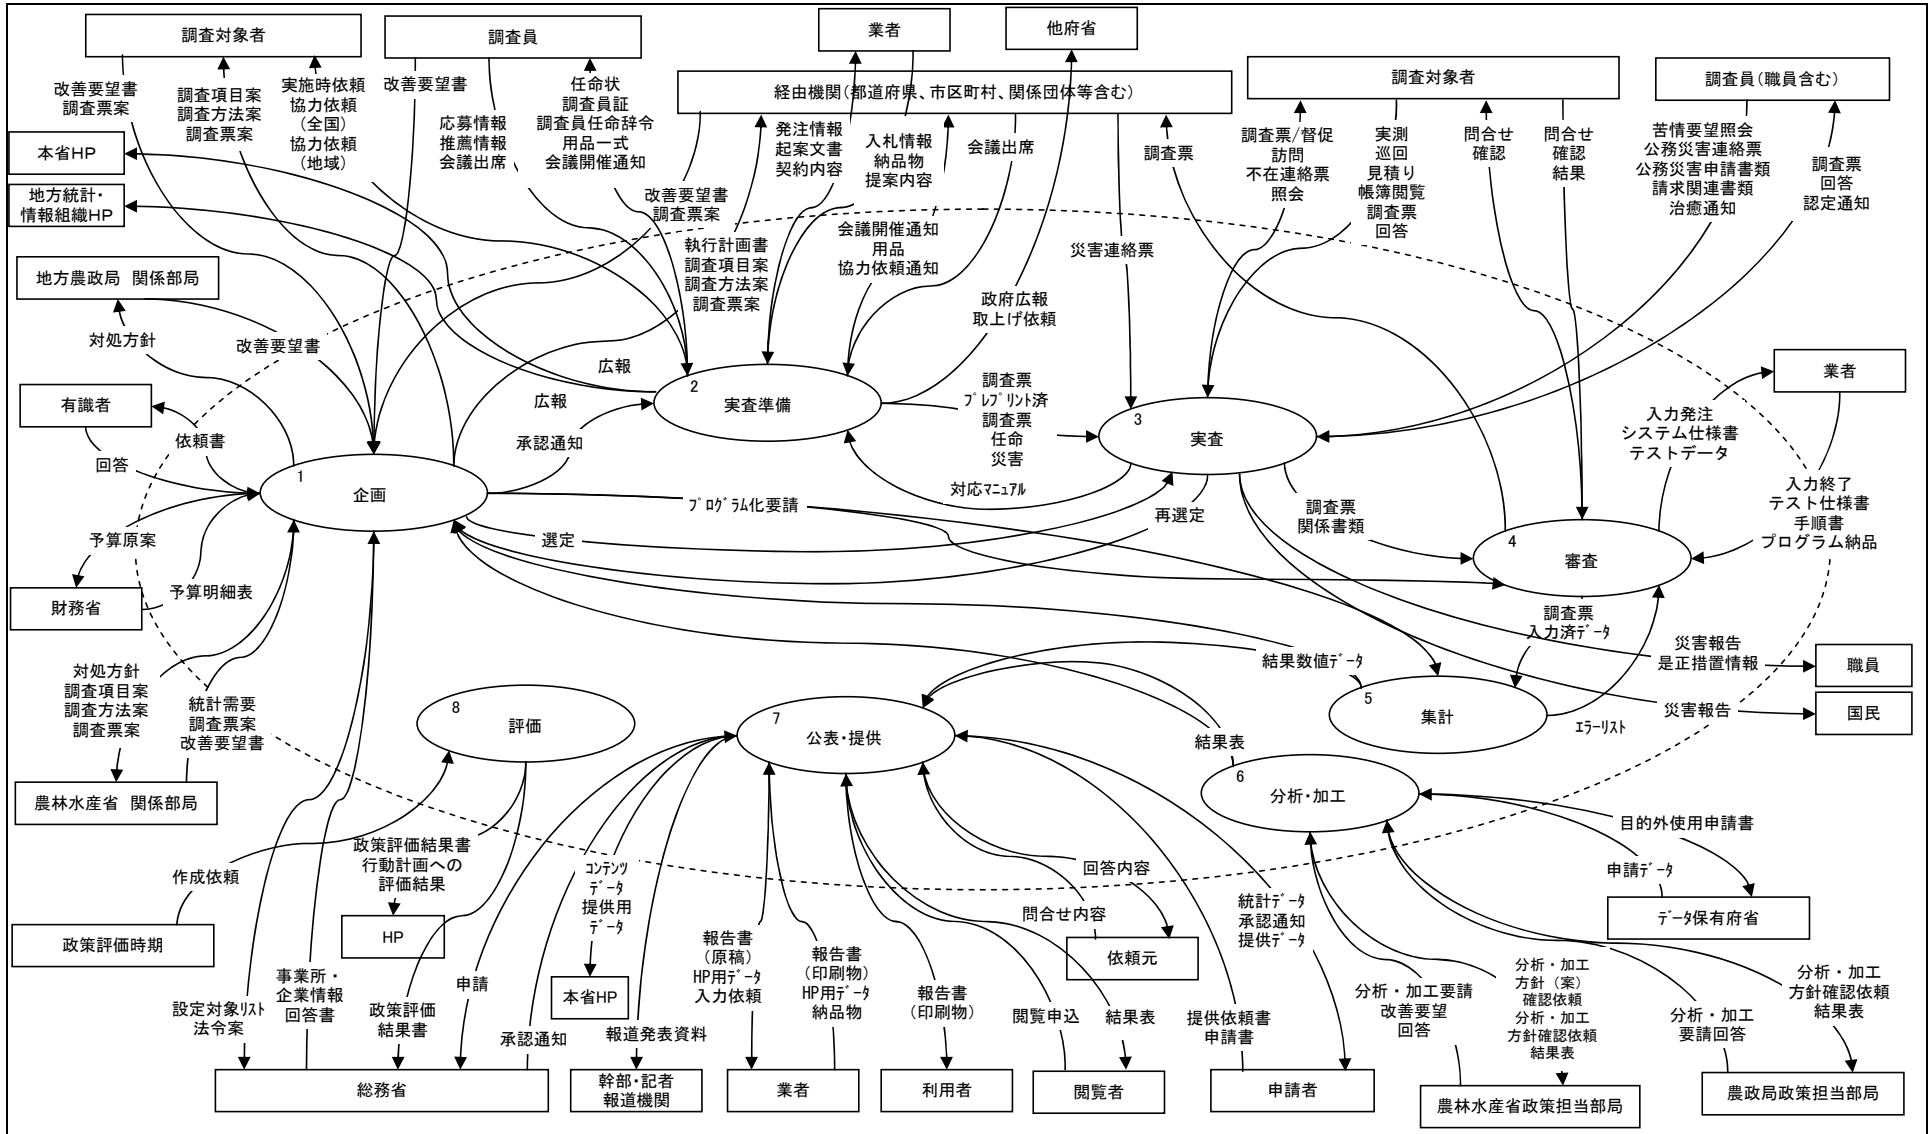 調査対象者
調査員
業者
他府省
経由機関(都道府県、市区町村、関係団体等含む)
調査対象者
調査員(職員含む)
改善要望書
調査票案
調査項目案
調査方法案
調査票案
実施時依頼
協力依頼
(全国)
協力依頼
(地域)
改善要望書
応募情報
推薦情報
会議出席
任命状
調査員証
調査員任命辞令
用品一式
会議開催通知
改善要望書
調査票案
発注情報
起案文書
契約内容
入札情報
納品物
提案内容
会議出席
調査票
調査票/督促
訪問
不在連絡票
照会
実測
巡回
見積り
帳簿閲覧
調査票
回答
問合せ
確認
問合せ
確認
結果
苦情要望照会
公務災害連絡票
公務災害申請書類
請求関連書類
治癒通知
調査票
回答
認定通知
本省HP
地方統計・
情報組織HP
地方農政局 関係部局
対処方針
改善要望書
執行計画書
調査項目案
調査方法案
調査票案
会議開催通知
用品
協力依頼通知
政府広報
取上げ依頼
災害連絡票
有識者
依頼書
回答
広報
広報
承認通知
2
実査準備
調査票
プレプリント済
調査票
任命
災害
3
実査
業者
入力発注
システム仕様書
テストデータ
入力終了
テスト仕様書
手順書
プログラム納品
1
企画
対応マニュアル
プログラム化要請
再選定
選定
調査票
関係書類
4
審査
予算原案
予算明細表
財務省
調査票
入力済データ
災害報告
是正措置情報
職員
災害報告
国民
対処方針
調査項目案
調査方法案
調査票案
統計需要
調査票案
改善要望書
農林水産省 関係部局
8
評価
7
公表・提供
結果数値データ
結果表
5
集計
エラーリスト
6
分析・加工
目的外使用申請書
申請データ
データ保有府省
作成依頼
政策評価時期
政策評価結果書
行動計画への
評価結果
HP
コンテンツ
データ
提供用
データ
本省HP
回答内容
問合せ内容
依頼元
統計データ
承認通知
提供データ
設定対象リスト
法令案
事業所・
企業情報
回答書
政策評価
結果書
申請
承認通知
報道発表資料
報告書
(原稿)
HP用データ
入力依頼
報告書
(印刷物)
HP用データ
納品物
報告書
(印刷物)
閲覧申込
結果表
提供依頼書
申請書
分析・加工要請
改善要望
回答
分析・加工
方針(案)
確認依頼
分析・加工
方針確認依頼
結果表
分析・加工
要請回答
分析・加工
方針確認依頼
結果表
総務省
幹部・記者
報道機関
業者
利用者
閲覧者
申請者
農林水産省政策担当部局
農政局政策担当部局